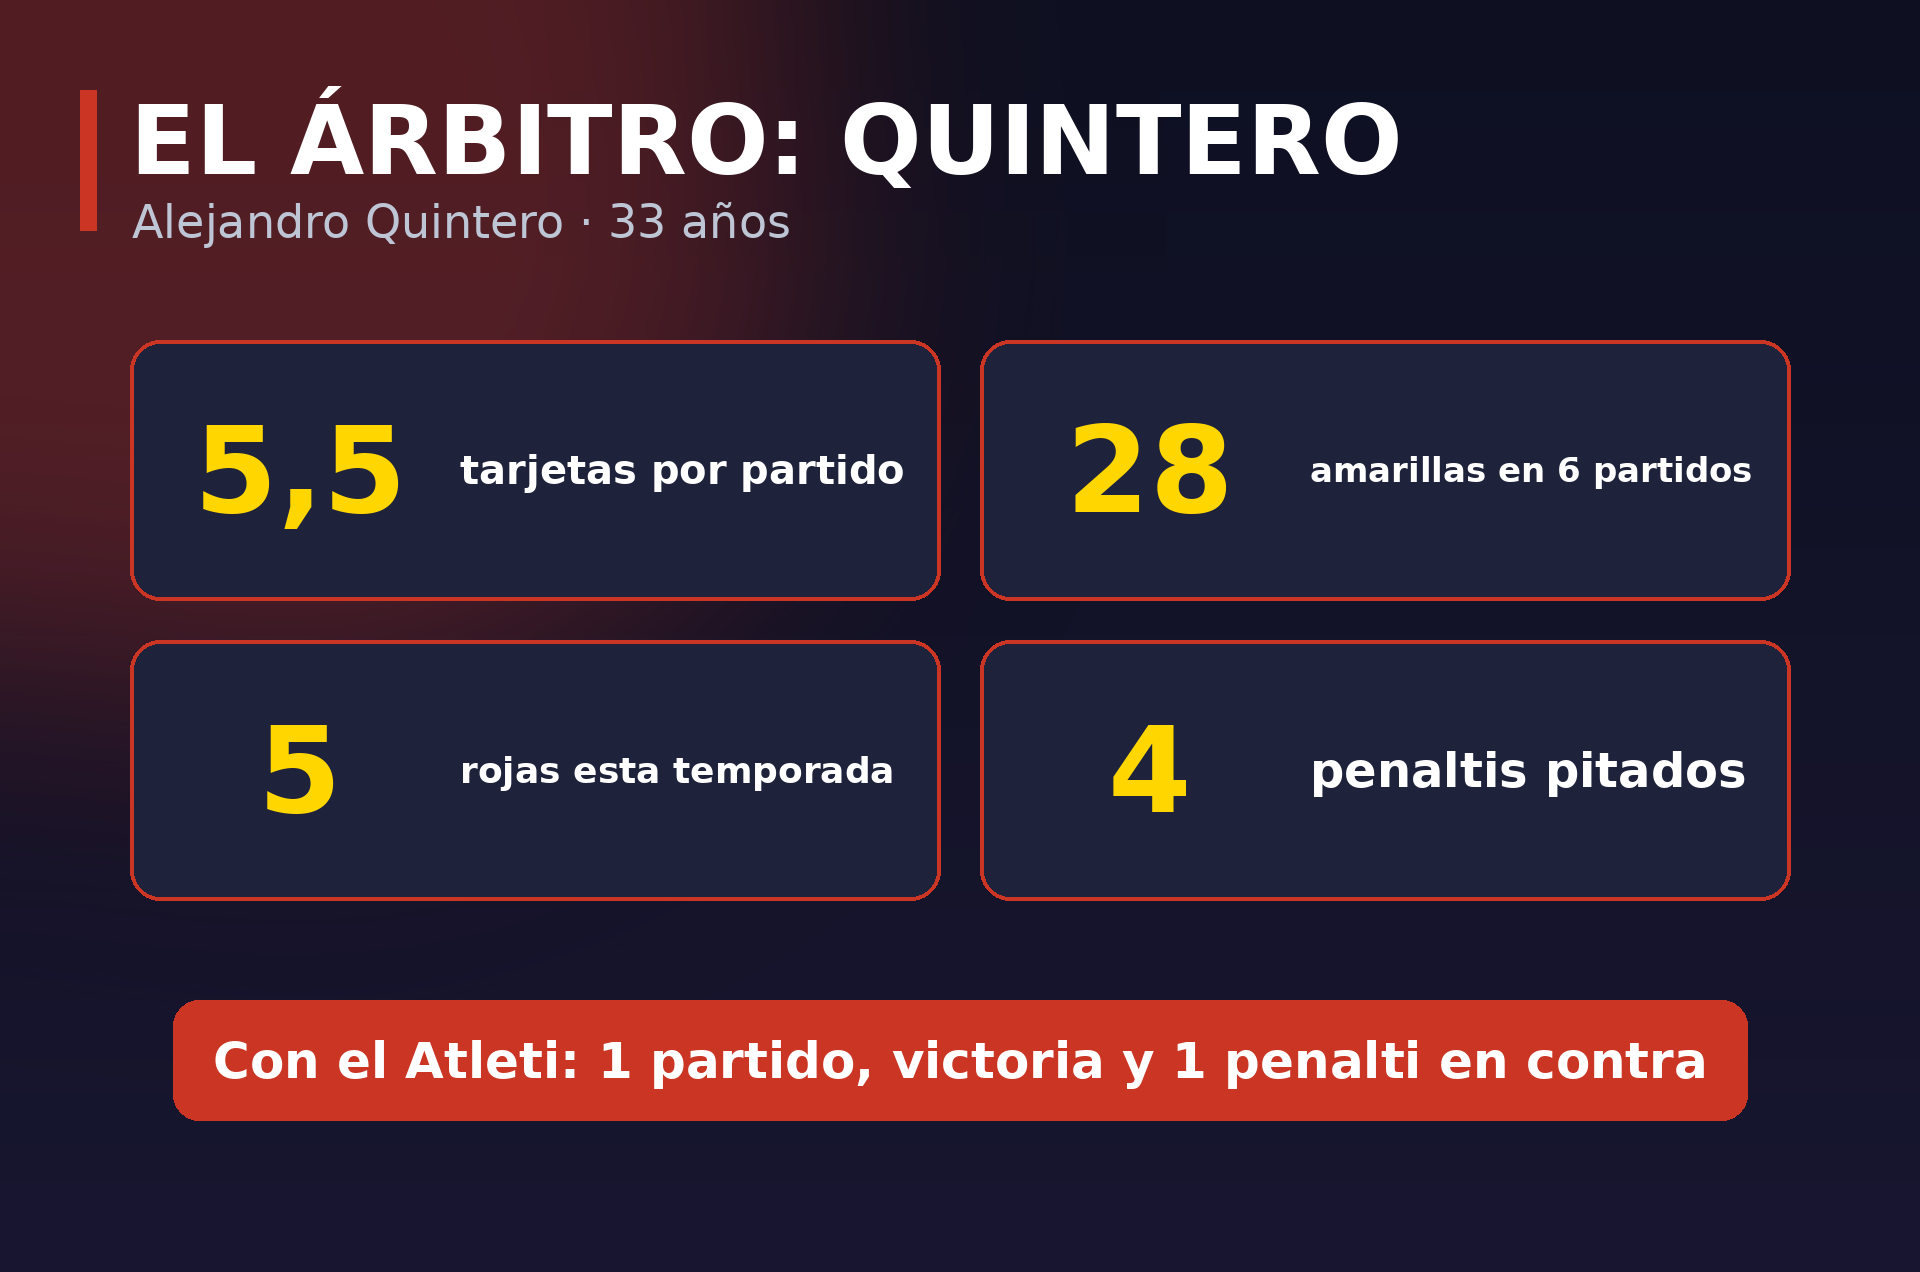 EL ÁRBITRO: QUINTERO
Alejandro Quintero · 33 años
5,5 tarjetas por partido
28 amarillas en 6 partidos
5 rojas esta temporada
4 penaltis pitados
Con el Atleti: 1 partido, victoria y 1 penalti en contra